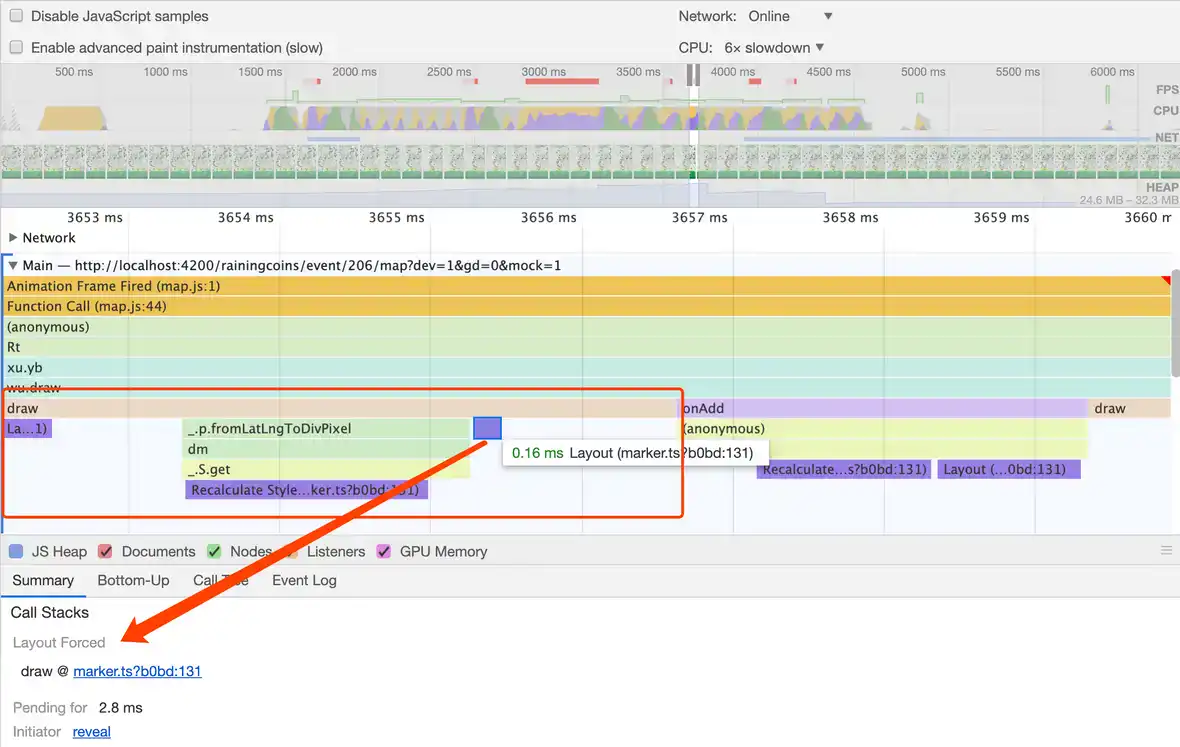 Disable JavaScript samples
Network: Online
Enable advanced paint instrumentation (slow)
CPU: 6× slowdown
500 ms 1000 ms 1500 ms 2000 ms 2500 ms 3000 ms 3500 ms 4000 ms 4500 ms 5000 ms 5500 ms 6000 ms
FPS
CPU
NET
HEAP
24.6 MB – 32.3 MB
3653 ms 3654 ms 3655 ms 3656 ms 3657 ms 3658 ms 3659 ms 3660 m
Network
Main — http://localhost:4200/rainingcoins/event/206/map?dev=1&gd=0&mock=1
Animation Frame Fired (map.js:1)
Function Call (map.js:44)
(anonymous)
Rt
xu.yb
wu.draw
draw onAdd draw
La...1) _.p.fromLatLngToDivPixel (anonymous)
dm 0.16 ms Layout (marker.ts?b0bd:131)
_.S.get Recalculate...s?b0bd:131) Layout (...0bd:131)
Recalculate Style...ker.ts?b0bd:131)
JS Heap Documents Nodes Listeners GPU Memory
Summary Bottom-Up Call Tree Event Log
Call Stacks
Layout Forced
draw @ marker.ts?b0bd:131
Pending for 2.8 ms
Initiator reveal